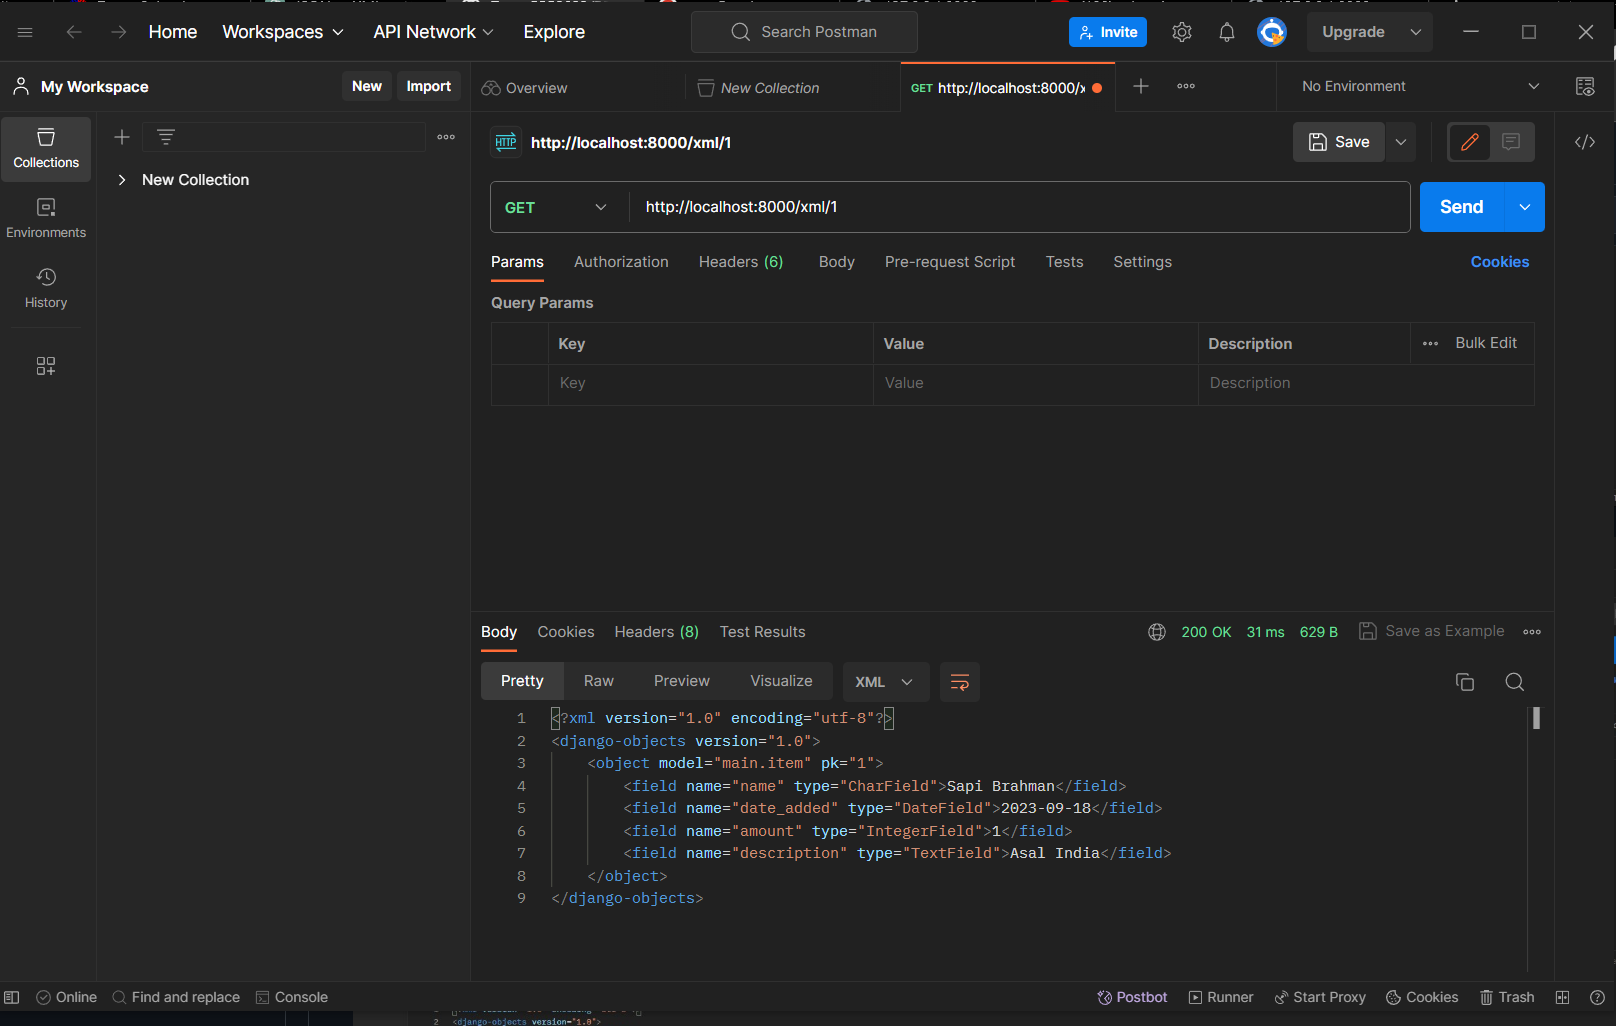 Home Workspaces API Network Explore Search Postman Invite Upgrade
My Workspace New Import Overview New Collection GET http://localhost:8000/x No Environment
Collections
Environments
History
New Collection
HTTP http://localhost:8000/xml/1 Save
GET http://localhost:8000/xml/1 Send
Params Authorization Headers (6) Body Pre-request Script Tests Settings Cookies
Query Params
Key Value Description Bulk Edit
Key Value Description
Body Cookies Headers (8) Test Results 200 OK 31 ms 629 B Save as Example
Pretty Raw Preview Visualize XML
1 <?xml version="1.0" encoding="utf-8"?>
2 <django-objects version="1.0">
3 <object model="main.item" pk="1">
4 <field name="name" type="CharField">Sapi Brahman</field>
5 <field name="date_added" type="DateField">2023-09-18</field>
6 <field name="amount" type="IntegerField">1</field>
7 <field name="description" type="TextField">Asal India</field>
8 </object>
9 </django-objects>
Online Find and replace Console Postbot Runner Start Proxy Cookies Trash
2 <django-objects version="1.0">